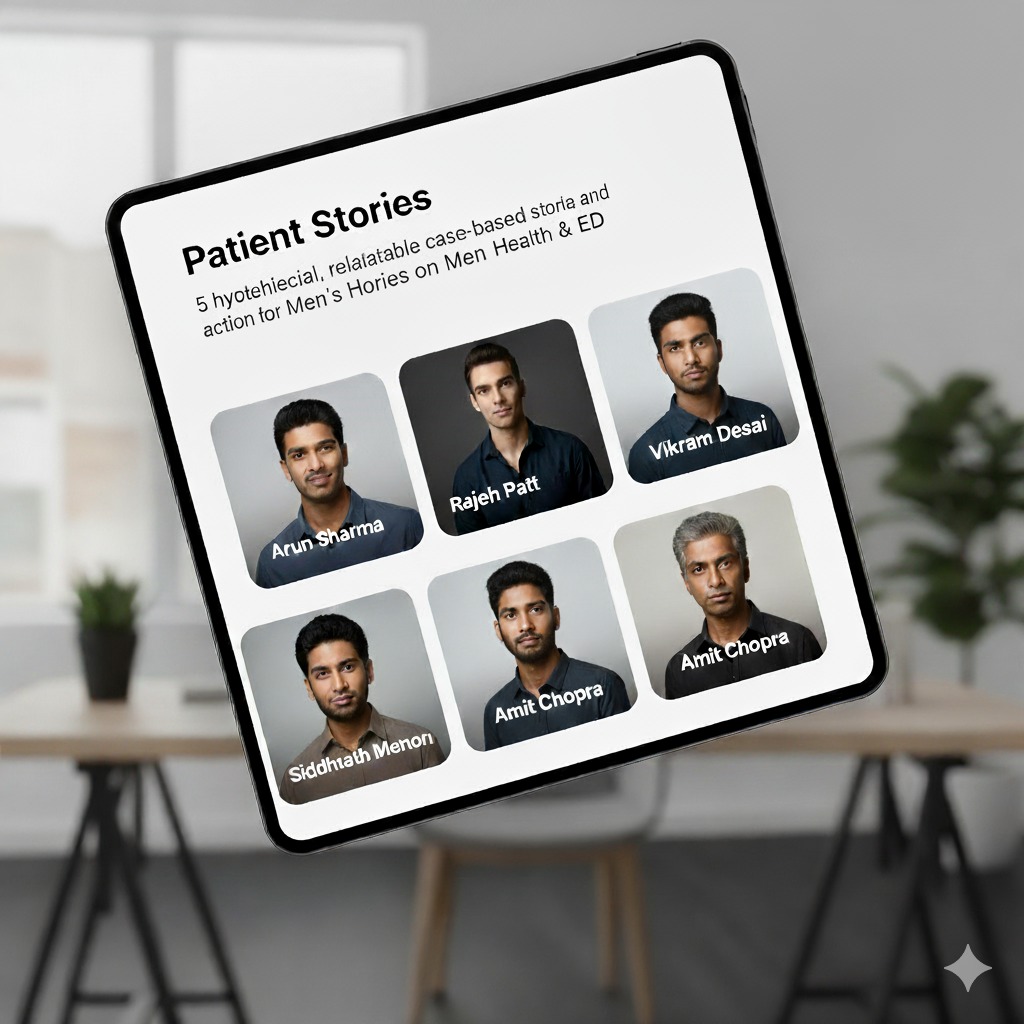 Patient Stories
5 hyotehiecial, relalatable case-based storia and
action for Men's Hories on Men Health & ED
Arun Sharma
Rajeh Patt
Vikram Desai
Siddhtath Menon
Amit Chopra
Amit Chopra